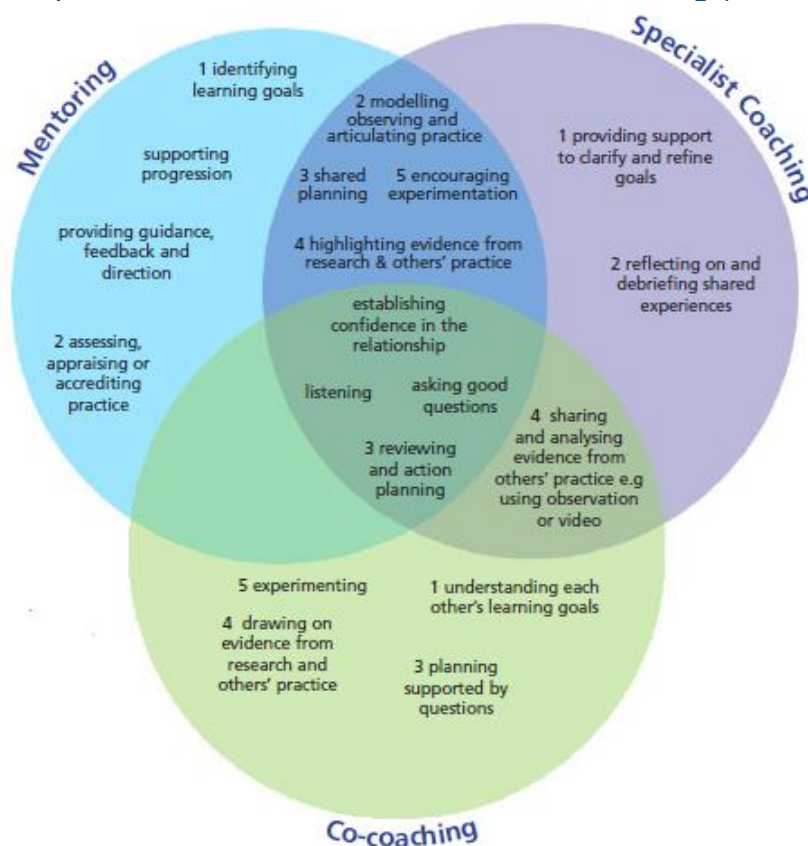 Mentoring
Specialist Coaching
1 identifying
learning goals
supporting
progression
providing guidance,
feedback and
direction
2 assessing,
appraising or
accrediting
practice
2 modelling
observing and
articulating practice
3 shared
planning
5 encouraging
experimentation
4 highlighting evidence from
research & others' practice
1 providing support
to clarify and refine
goals
2 reflecting on and
debriefing shared
experiences
establishing
confidence in the
relationship
listening
asking good
questions
3 reviewing
and action
planning
4 sharing
and analysing
evidence from
others' practice e.g
using observation
or video
5 experimenting
4 drawing on
evidence from
research and
others' practice
1 understanding each
other's learning goals
3 planning
supported by
questions
Co-coaching